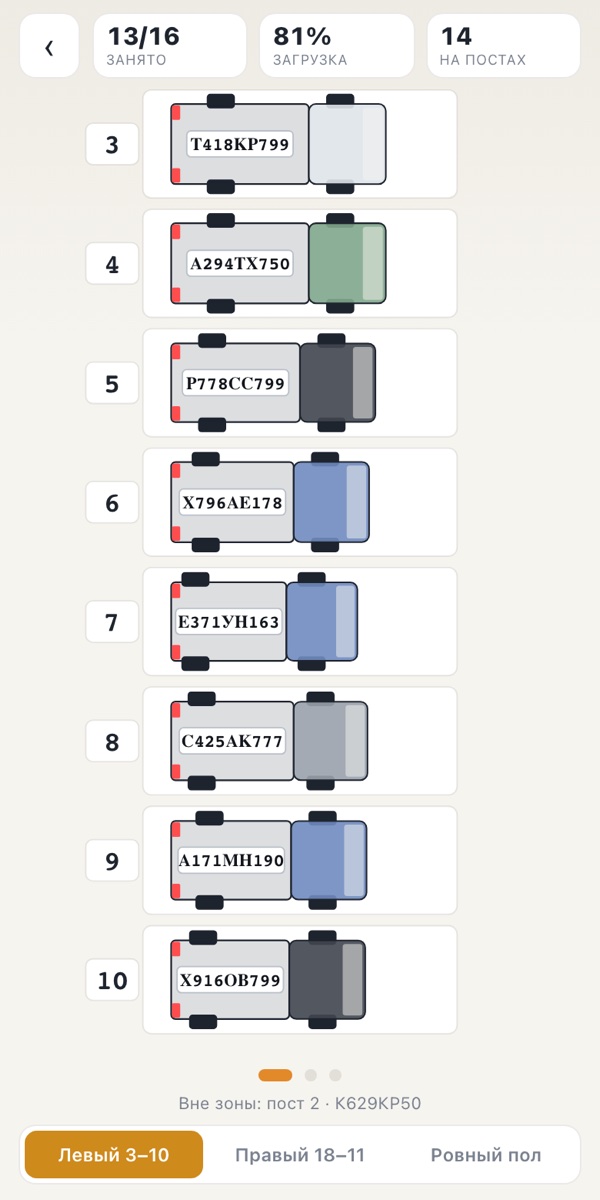 ‹
13/16
ЗАНЯТО
81%
ЗАГРУЗКА
14
НА ПОСТАХ
3
Т418КР799
4
А294ТХ750
5
Р778СС799
6
Х796АЕ178
7
Е371УН163
8
С425АК777
9
А171МН190
10
Х916ОВ799
Вне зоны: пост 2 · К629КР50
Левый 3–10
Правый 18–11
Ровный пол